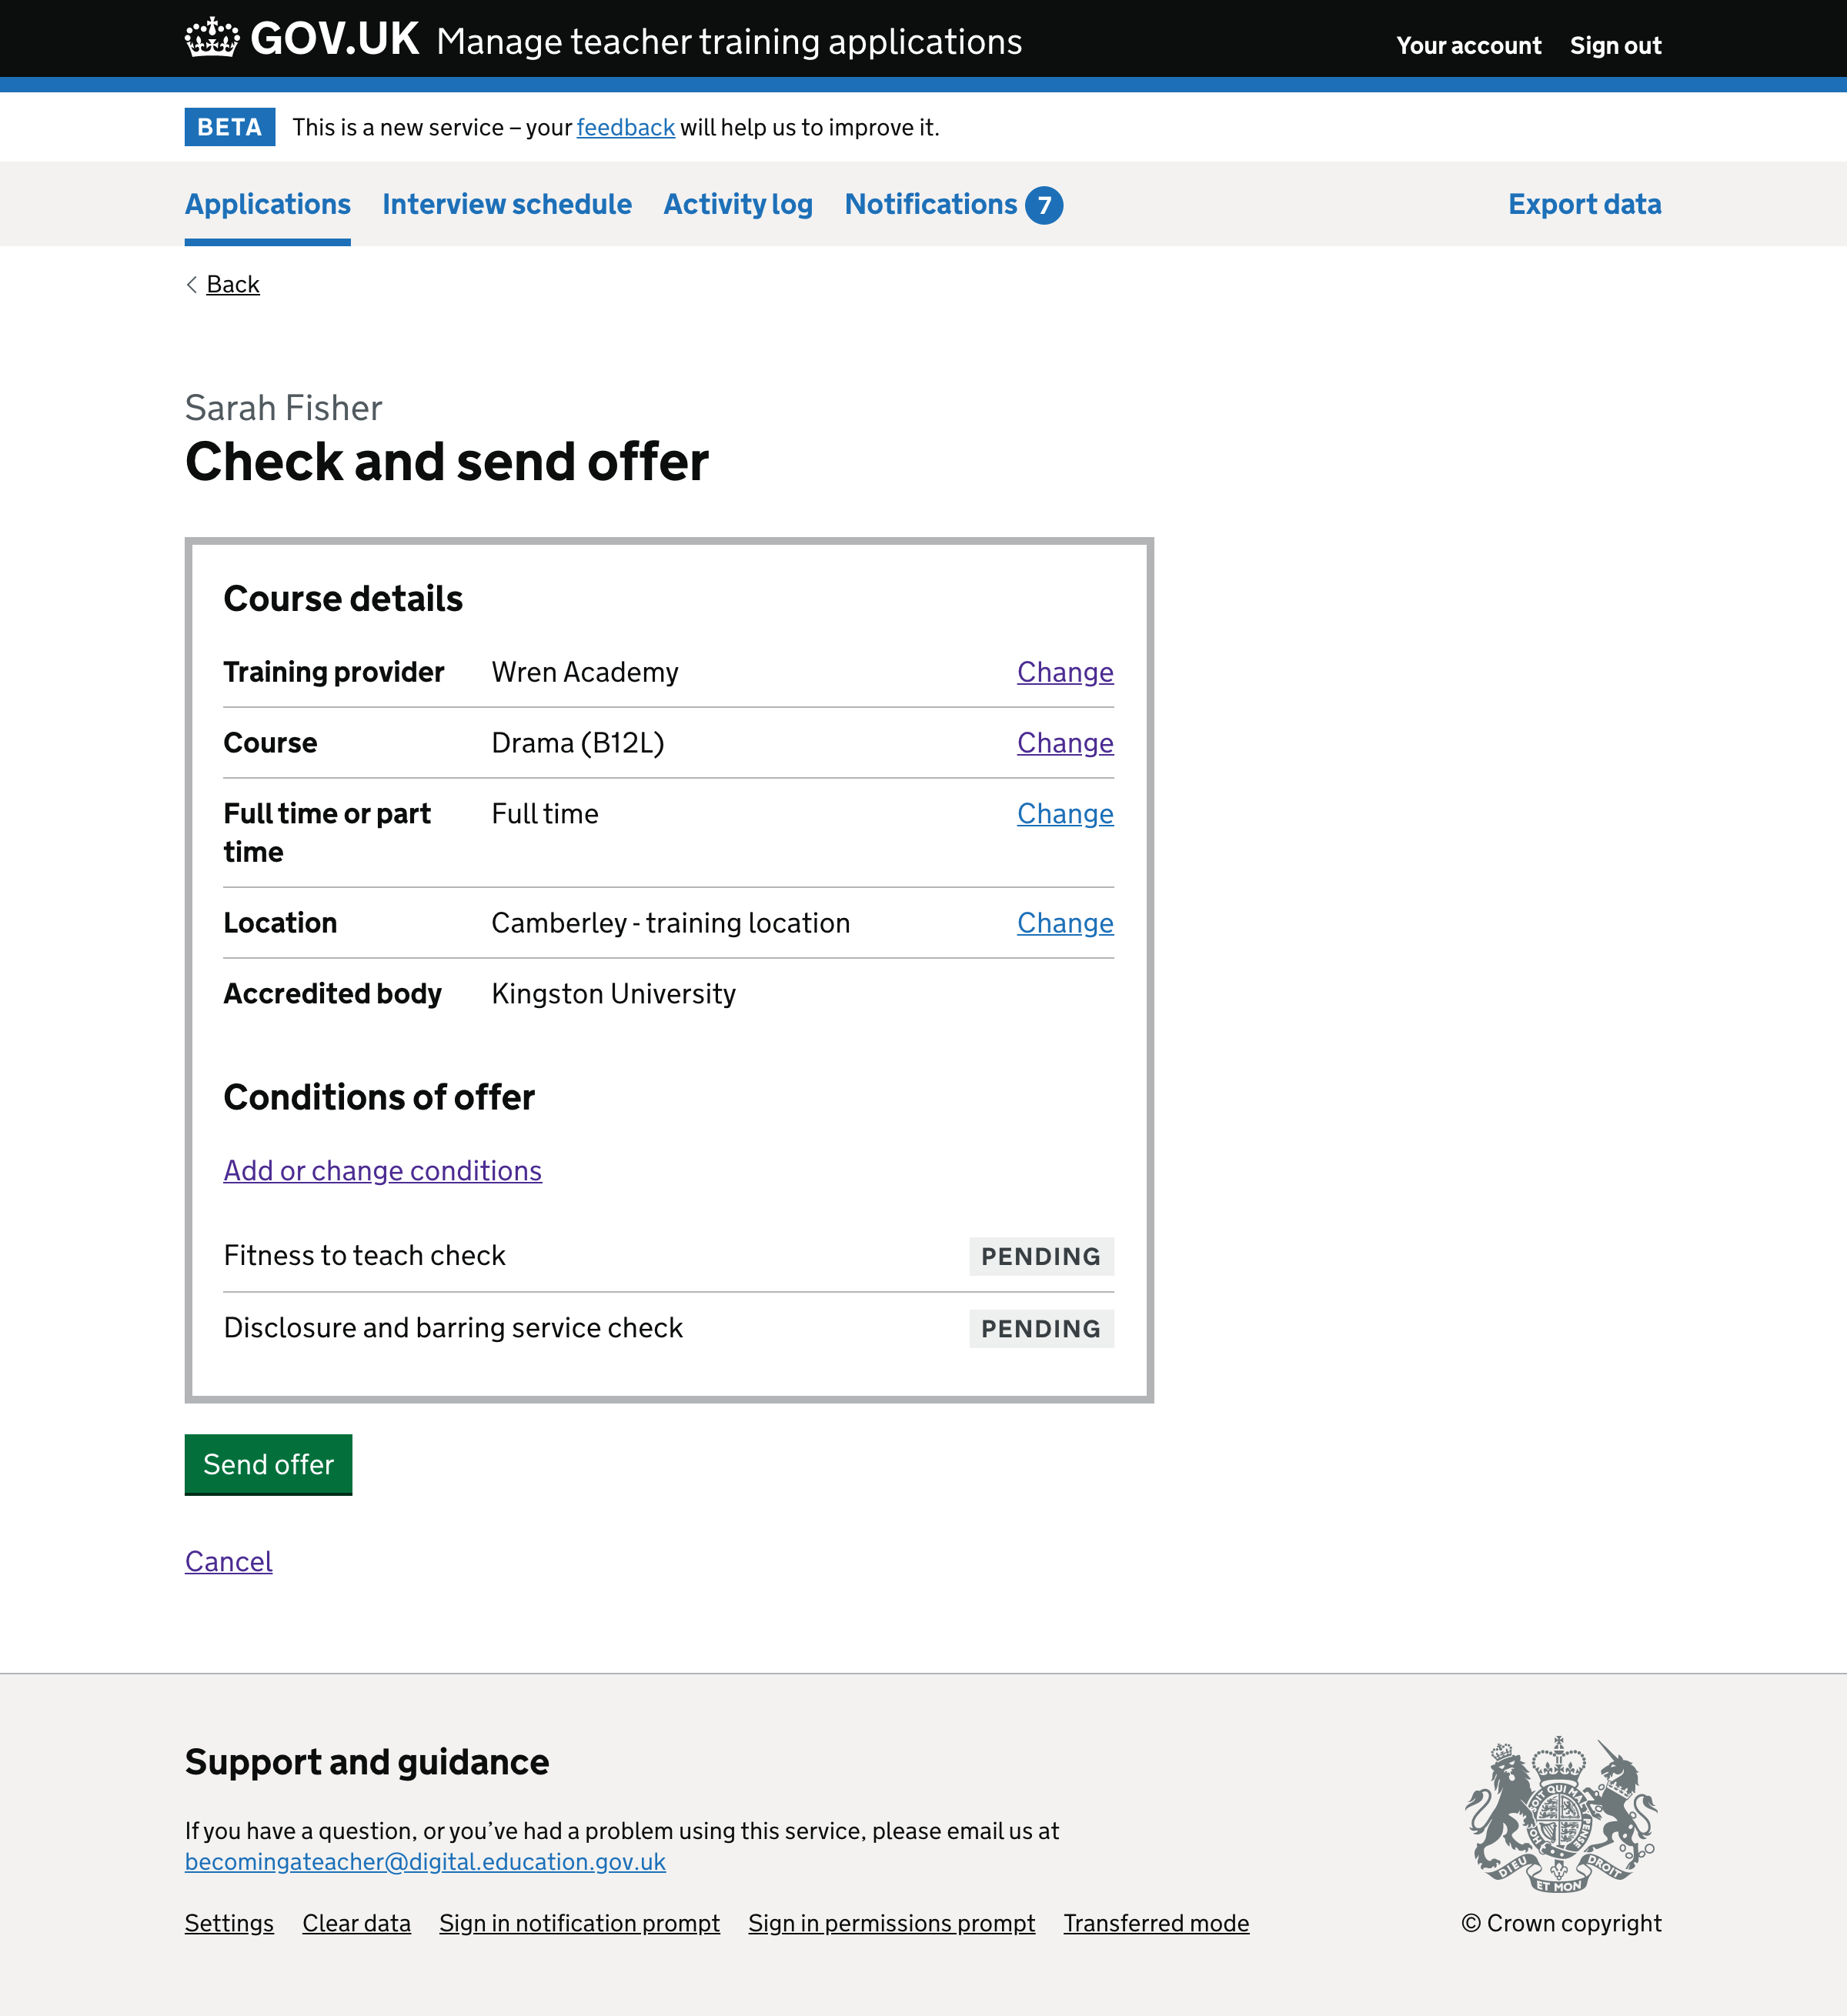 GOV.UK Manage teacher training applications
Your account Sign out
BETA This is a new service – your feedback will help us to improve it.
Applications Interview schedule Activity log Notifications 7 Export data
Back
Sarah Fisher
Check and send offer
Course details
Training provider Wren Academy Change
Course Drama (B12L) Change
Full time or part Full time Change
time
Location Camberley - training location Change
Accredited body Kingston University
Conditions of offer
Add or change conditions
Fitness to teach check PENDING
Disclosure and barring service check PENDING
Send offer
Cancel
Support and guidance
If you have a question, or you’ve had a problem using this service, please email us at
becomingateacher@digital.education.gov.uk
Settings Clear data Sign in notification prompt Sign in permissions prompt Transferred mode
DIEU ET MON DROIT
© Crown copyright